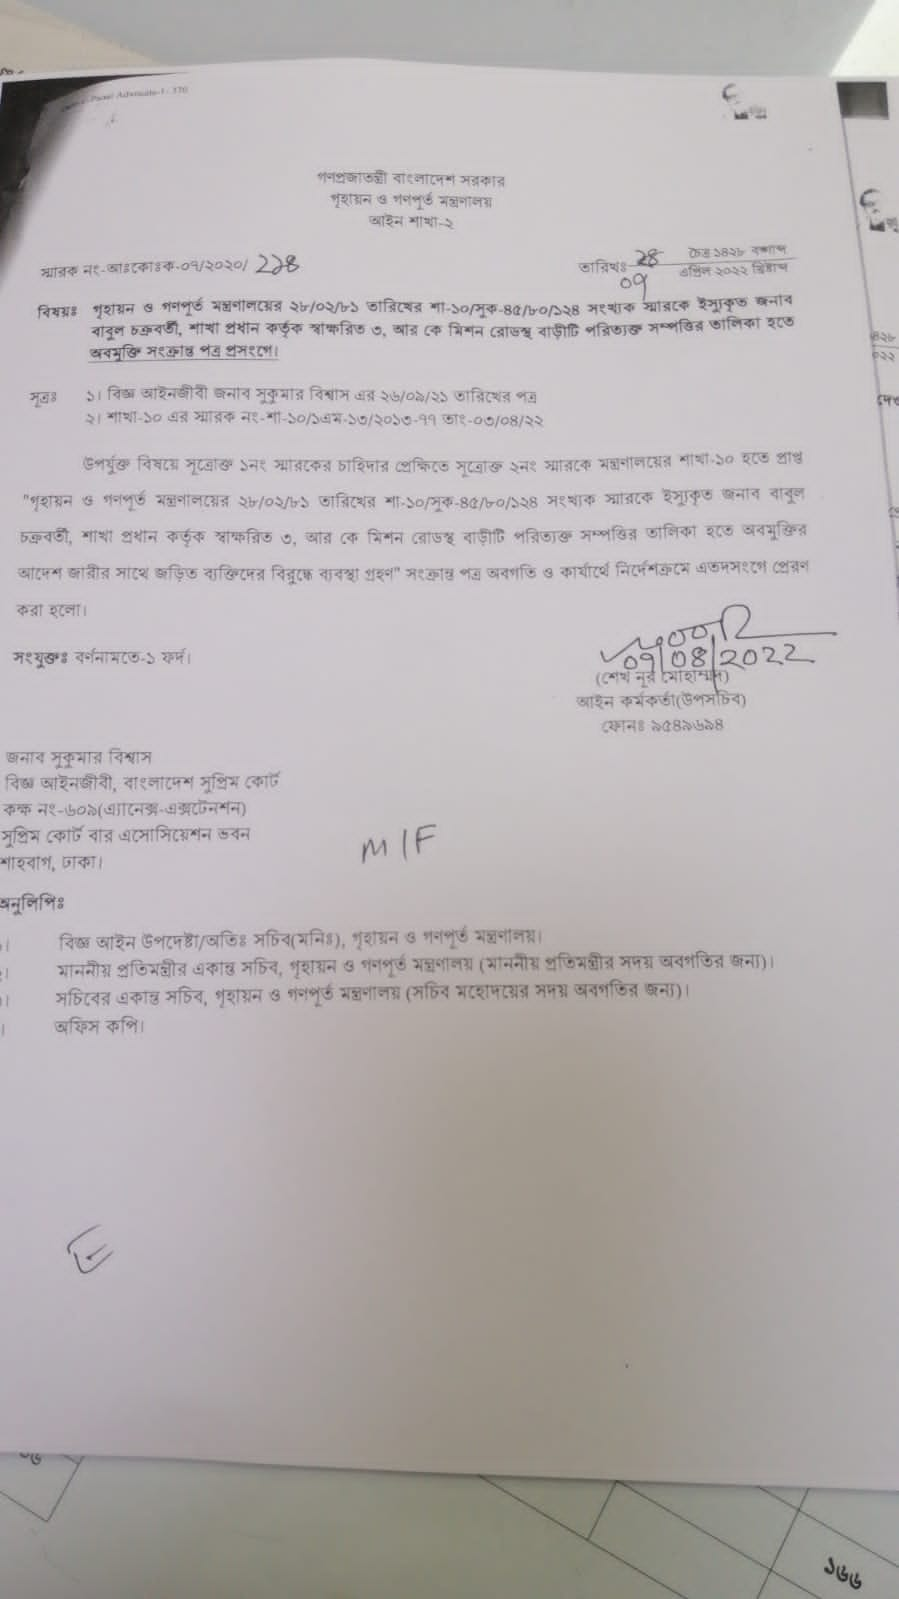 Panel Advocate-1- 370
গণপ্রজাতন্ত্রী বাংলাদেশ সরকার
গৃহায়ন ও গণপূর্ত মন্ত্রণালয়
আইন শাখা-২
স্মারক নং-আঃকোঃক-০৭/২০২০/
তারিখঃ ২৪ চৈত্র ১৪২৮ বঙ্গাব্দ
০৭ এপ্রিল ২০২২ খ্রিষ্টাব্দ
বিষয়ঃ গৃহায়ন ও গণপূর্ত মন্ত্রণালয়ের ২৮/০২/৮১ তারিখের শা-১০/সুক-৪৫/৮০/১২৪ সংখ্যক স্মারকে ইস্যুকৃত জনাব
বাবুল চক্রবর্তী, শাখা প্রধান কর্তৃক স্বাক্ষরিত ৩, আর কে মিশন রোডস্থ বাড়ীটি পরিত্যক্ত সম্পত্তির তালিকা হতে
অবমুক্তি সংক্রান্ত পত্র প্রসংগে।
সূত্রঃ ১। বিজ্ঞ আইনজীবী জনাব সুকুমার বিশ্বাস এর ২৬/০৯/২১ তারিখের পত্র
২। শাখা-১০ এর স্মারক নং-শা-১০/১এম-১৩/২০১৩-৭৭ তাং-০৩/০৪/২২
উপর্যুক্ত বিষয়ে সূত্রোক্ত ১নং স্মারকের চাহিদার প্রেক্ষিতে সূত্রোক্ত ২নং স্মারকে মন্ত্রণালয়ের শাখা-১০ হতে প্রাপ্ত
"গৃহায়ন ও গণপূর্ত মন্ত্রণালয়ের ২৮/০২/৮১ তারিখের শা-১০/সুক-৪৫/৮০/১২৪ সংখ্যক স্মারকে ইস্যুকৃত জনাব বাবুল
চক্রবর্তী, শাখা প্রধান কর্তৃক স্বাক্ষরিত ৩, আর কে মিশন রোডস্থ বাড়ীটি পরিত্যক্ত সম্পত্তির তালিকা হতে অবমুক্তির
আদেশ জারীর সাথে জড়িত ব্যক্তিদের বিরুদ্ধে ব্যবস্থা গ্রহণ" সংক্রান্ত পত্র অবগতি ও কার্যার্থে নির্দেশক্রমে এতদসংগে প্রেরণ
করা হলো।
সংযুক্তঃ বর্ণনামতে-১ ফর্দ।
(শেখ নূর মোহাম্মদ)
আইন কর্মকর্তা(উপসচিব)
ফোনঃ ৯৫৪৯৬৯৪
জনাব সুকুমার বিশ্বাস
বিজ্ঞ আইনজীবী, বাংলাদেশ সুপ্রিম কোর্ট
কক্ষ নং-৬০৯(এ্যানেক্স-এক্সটেনশন)
সুপ্রিম কোর্ট বার এসোসিয়েশন ভবন
শাহবাগ, ঢাকা।
M/F
অনুলিপিঃ
বিজ্ঞ আইন উপদেষ্টা/অতিঃ সচিব(মনিঃ), গৃহায়ন ও গণপূর্ত মন্ত্রণালয়।
মাননীয় প্রতিমন্ত্রীর একান্ত সচিব, গৃহায়ন ও গণপূর্ত মন্ত্রণালয় (মাননীয় প্রতিমন্ত্রীর সদয় অবগতির জন্য)।
সচিবের একান্ত সচিব, গৃহায়ন ও গণপূর্ত মন্ত্রণালয় (সচিব মহোদয়ের সদয় অবগতির জন্য)।
অফিস কপি।
১৬৬